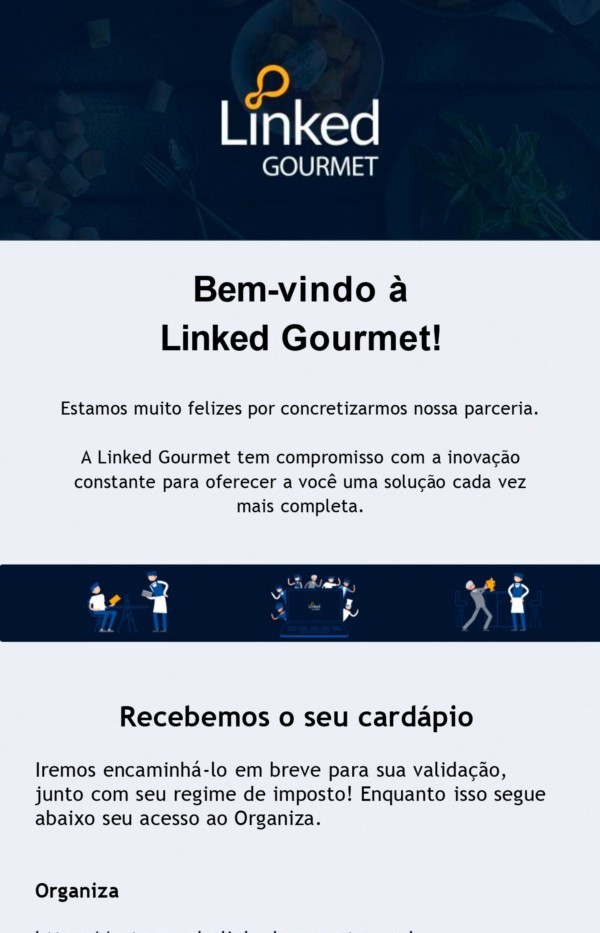 Linked
GOURMET
Bem-vindo à
Linked Gourmet!
Estamos muito felizes por concretizarmos nossa parceria.
A Linked Gourmet tem compromisso com a inovação
constante para oferecer a você uma solução cada vez
mais completa.
Linked
Recebemos o seu cardápio
Iremos encaminhá-lo em breve para sua validação,
junto com seu regime de imposto! Enquanto isso segue
abaixo seu acesso ao Organiza.
Organiza